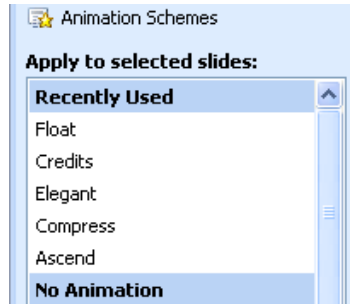 Animation Schemes
Apply to selected slides:
Recently Used
Float
Credits
Elegant
Compress
Ascend
No Animation